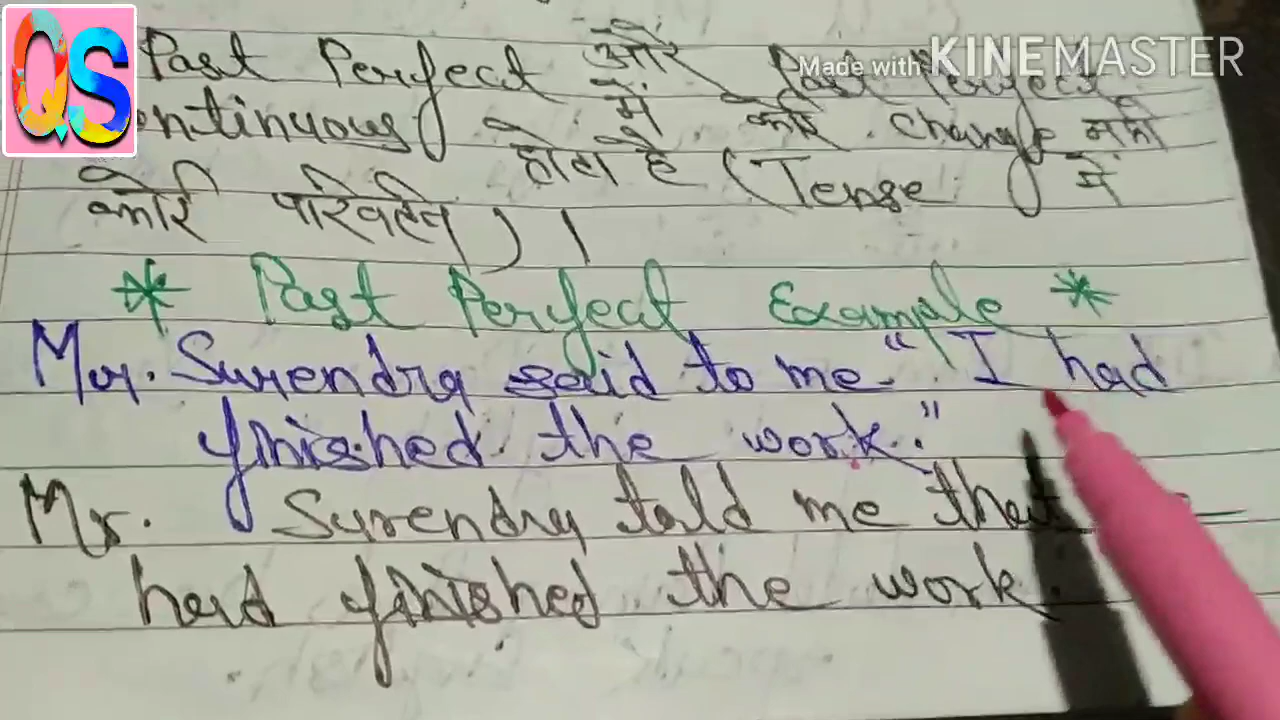 QS
Made with KINEMASTER
Past Perfect और Past Perfect
ontinuous में कोई change नही
होता है (Tense में
कोई परिवर्तन) ।
* Past Perfect Example *
Mr. Surendra said to me "I had
finished the work."
Mr. Surendra told me that
had finished the work.